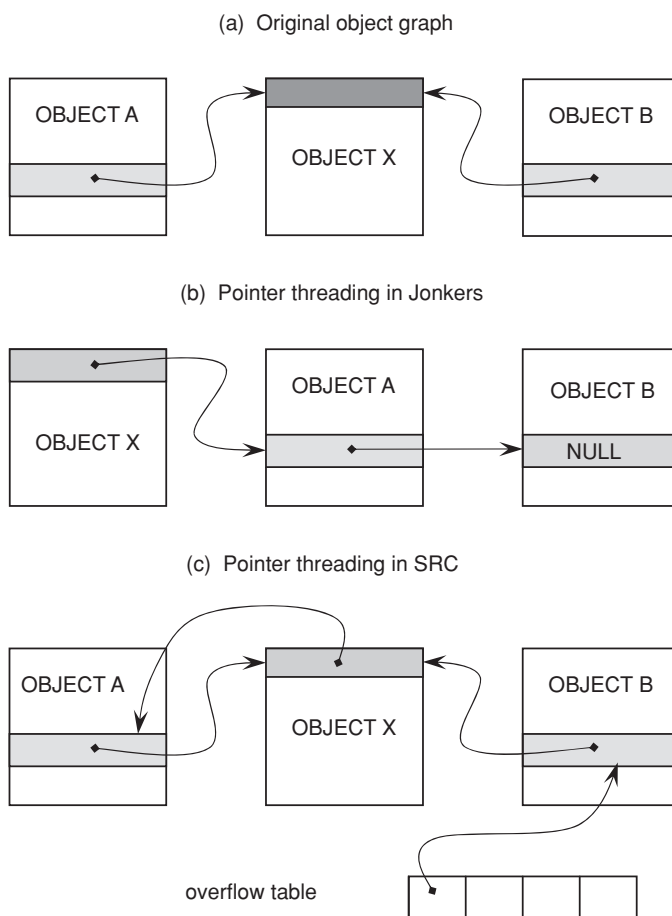 (a) Original object graph
OBJECT A
OBJECT X
OBJECT B
(b) Pointer threading in Jonkers
OBJECT X
OBJECT A
OBJECT B
NULL
(c) Pointer threading in SRC
OBJECT A
OBJECT X
OBJECT B
overflow table